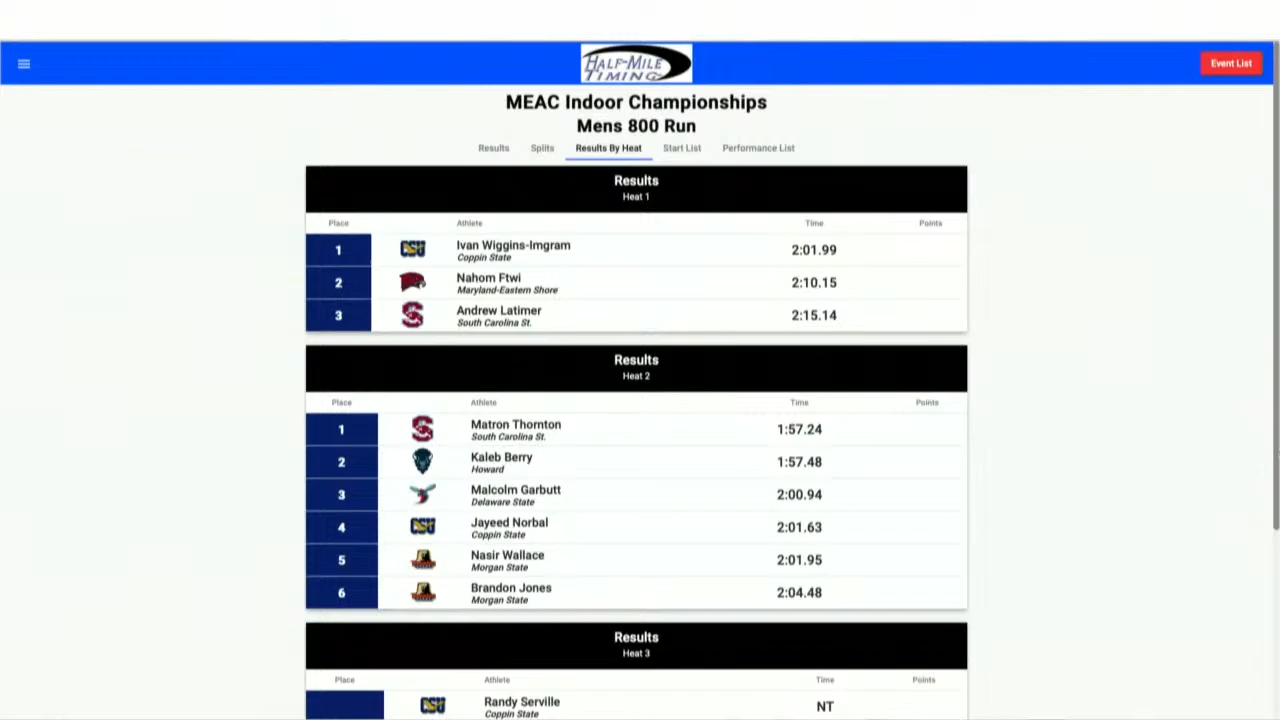 HALF-MILE
TIMING
Event List
MEAC Indoor Championships
Mens 800 Run
Results Splits Results By Heat Start List Performance List
Results
Heat 1
Place Athlete Time Points
1 CSU Ivan Wiggins-Imgram 2:01.99
Coppin State
2 Nahom Ftwi 2:10.15
Maryland-Eastern Shore
3 Andrew Latimer 2:15.14
South Carolina St.
Results
Heat 2
Place Athlete Time Points
1 Matron Thornton 1:57.24
South Carolina St.
2 Kaleb Berry 1:57.48
Howard
3 Malcolm Garbutt 2:00.94
Delaware State
4 CSU Jayeed Norbal 2:01.63
Coppin State
5 Nasir Wallace 2:01.95
Morgan State
6 Brandon Jones 2:04.48
Morgan State
Results
Heat 3
Place Athlete Time Points
CSU Randy Serville NT
Coppin State